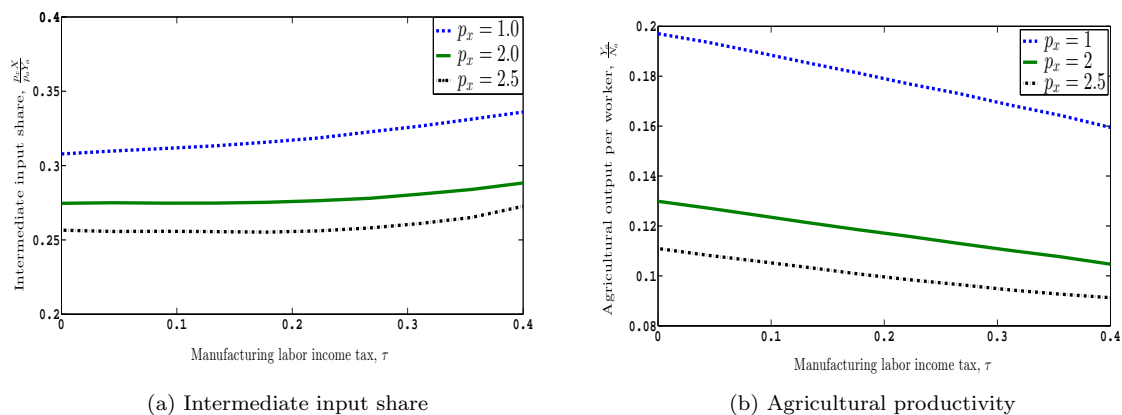 0.4
0.35
0.3
0.25
0.2
Intermediate input share, \frac{p_x X}{p_a Y_a}
p_x = 1.0
p_x = 2.0
p_x = 2.5
0 0.1 0.2 0.3 0.4
Manufacturing labor income tax, τ
(a) Intermediate input share
0.2
0.18
0.16
0.14
0.12
0.1
0.08
Agricultural output per worker, \frac{Y_a}{N_a}
p_x = 1
p_x = 2
p_x = 2.5
0 0.1 0.2 0.3 0.4
Manufacturing labor income tax, τ
(b) Agricultural productivity